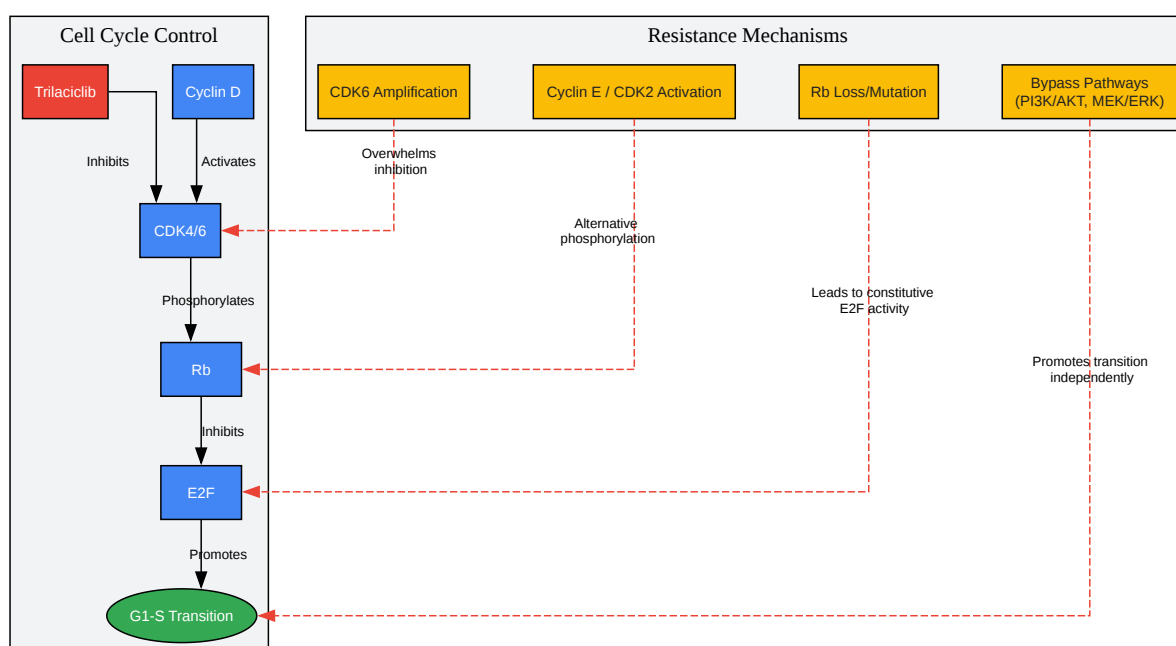 Cell Cycle Control
Resistance Mechanisms
Trilaciclib
Cyclin D
CDK6 Amplification
Cyclin E / CDK2 Activation
Rb Loss/Mutation
Bypass Pathways
(PI3K/AKT, MEK/ERK)
Inhibits
Activates
Overwhelms
inhibition
CDK4/6
Alternative
phosphorylation
Phosphorylates
Leads to constitutive
E2F activity
Rb
Promotes transition
independently
Inhibits
E2F
Promotes
G1-S Transition